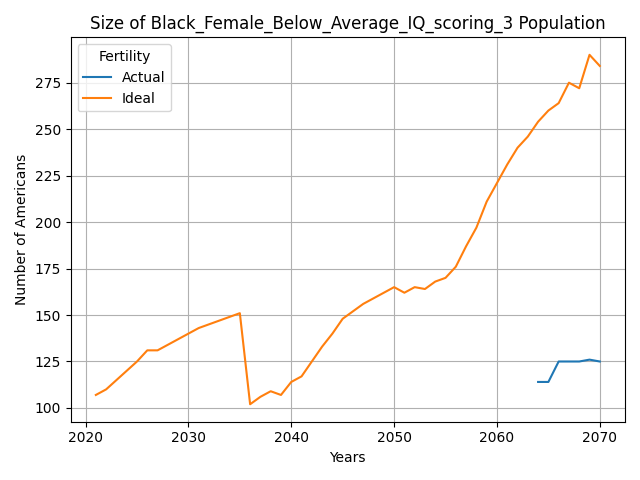 Size of Black_Female_Below_Average_IQ_scoring_3 Population
Fertility
Actual
Ideal
Number of Americans
275
250
225
200
175
150
125
100
2020
2030
2040
2050
2060
2070
Years